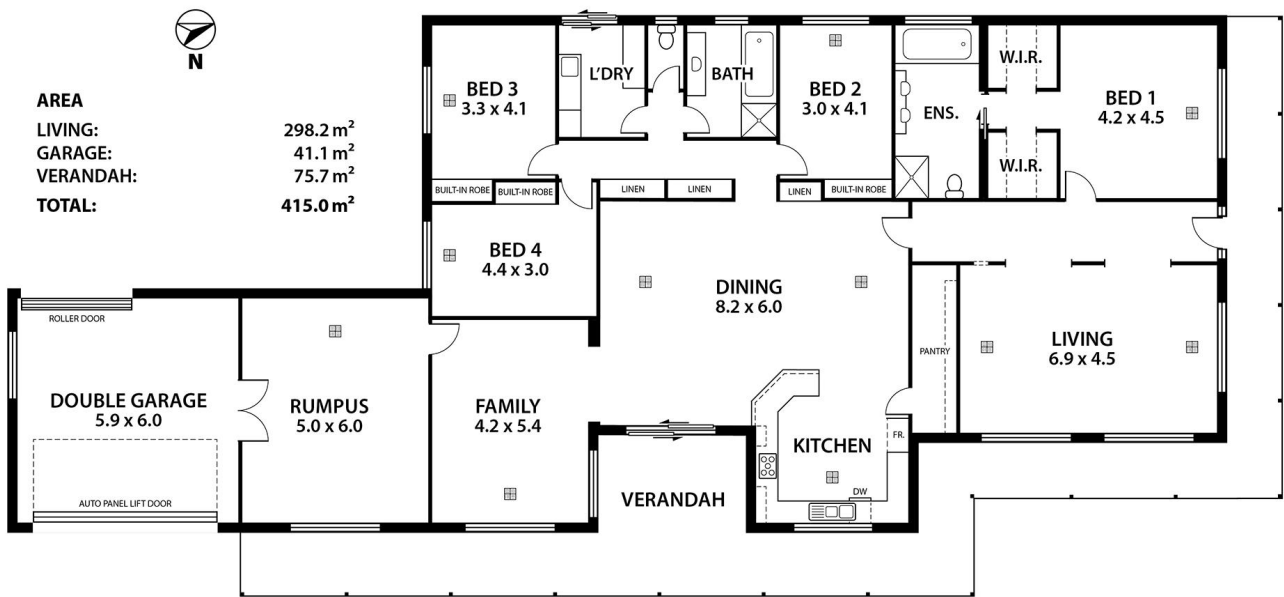 N
AREA
LIVING: 298.2 m²
GARAGE: 41.1 m²
VERANDAH: 75.7 m²
TOTAL: 415.0 m²
BED 3
3.3 x 4.1
L'DRY
BATH
BED 2
3.0 x 4.1
ENS.
W.I.R.
W.I.R.
BED 1
4.2 x 4.5
BUILT-IN ROBE
BUILT-IN ROBE
LINEN
LINEN
LINEN
BUILT-IN ROBE
BED 4
4.4 x 3.0
DINING
8.2 x 6.0
ROLLER DOOR
DOUBLE GARAGE
5.9 x 6.0
AUTO PANEL LIFT DOOR
RUMPUS
5.0 x 6.0
FAMILY
4.2 x 5.4
VERANDAH
KITCHEN
FR.
DW
PANTRY
LIVING
6.9 x 4.5